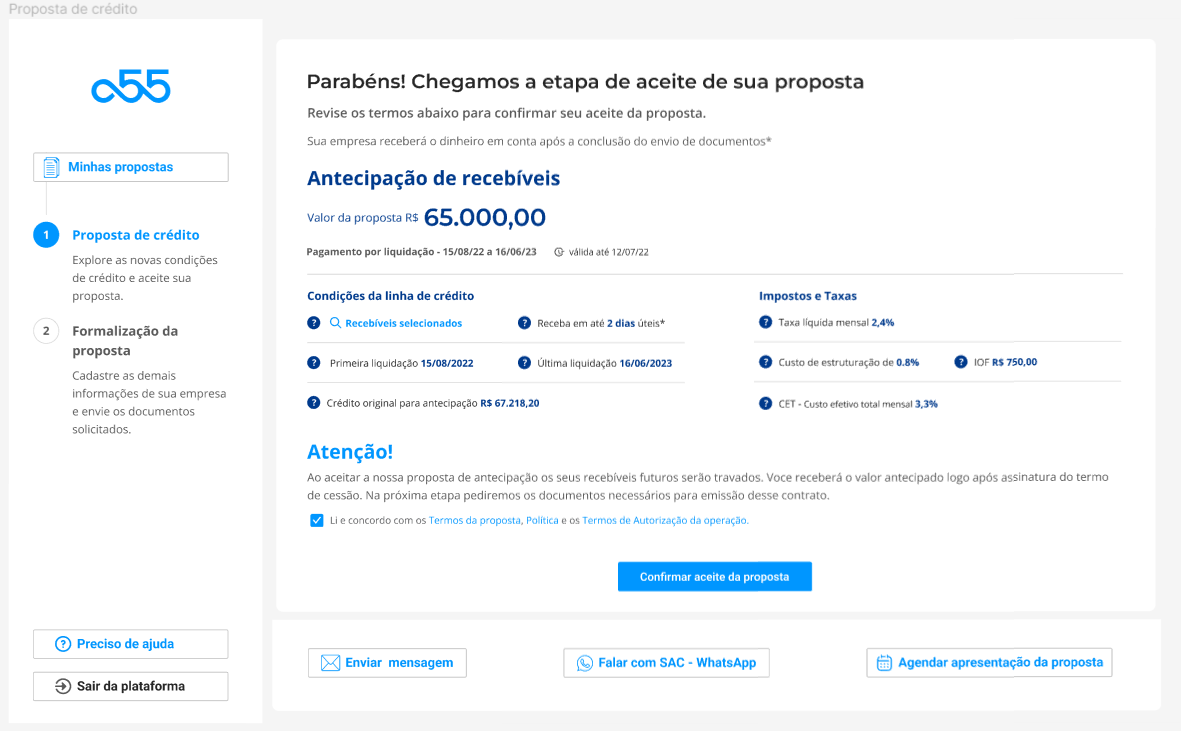 Proposta de crédito
a55
Minhas propostas
1 Proposta de crédito
Explore as novas condições
de crédito e aceite sua
proposta.
2 Formalização da
proposta
Cadastre as demais
informações de sua empresa
e envie os documentos
solicitados.
? Preciso de ajuda
Sair da plataforma
Parabéns! Chegamos a etapa de aceite de sua proposta
Revise os termos abaixo para confirmar seu aceite da proposta.
Sua empresa receberá o dinheiro em conta após a conclusão do envio de documentos*
Antecipação de recebíveis
Valor da proposta R$ 65.000,00
Pagamento por liquidação - 15/08/22 a 16/06/23 válida até 12/07/22
Condições da linha de crédito
? Recebíveis selecionados ? Receba em até 2 dias úteis*
? Primeira liquidação 15/08/2022 ? Última liquidação 16/06/2023
? Crédito original para antecipação R$ 67.218,20
Impostos e Taxas
? Taxa líquida mensal 2,4%
? Custo de estruturação de 0.8% ? IOF R$ 750,00
? CET - Custo efetivo total mensal 3,3%
Atenção!
Ao aceitar a nossa proposta de antecipação os seus recebíveis futuros serão travados. Voce receberá o valor antecipado logo após assinatura do termo
de cessão. Na próxima etapa pediremos os documentos necessários para emissão desse contrato.
Li e concordo com os Termos da proposta, Política e os Termos de Autorização da operação.
Confirmar aceite da proposta
Enviar mensagem
Falar com SAC - WhatsApp
Agendar apresentação da proposta